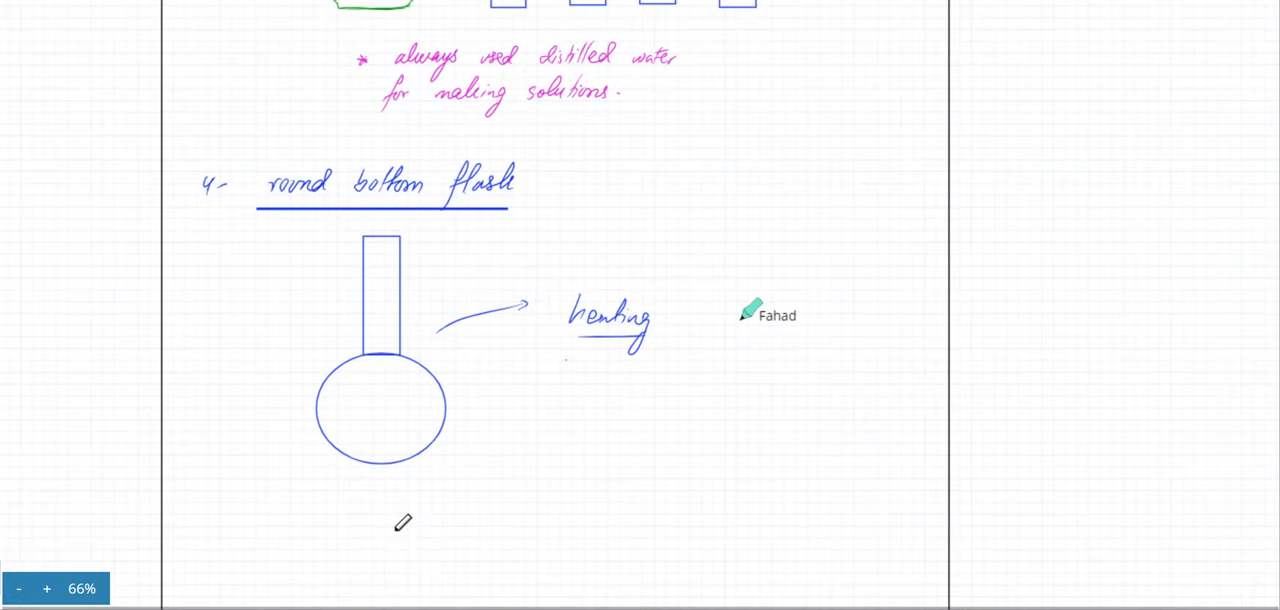 * always used distilled water
for making solutions.
4- round bottom flask
heating
Fahad
- + 66%